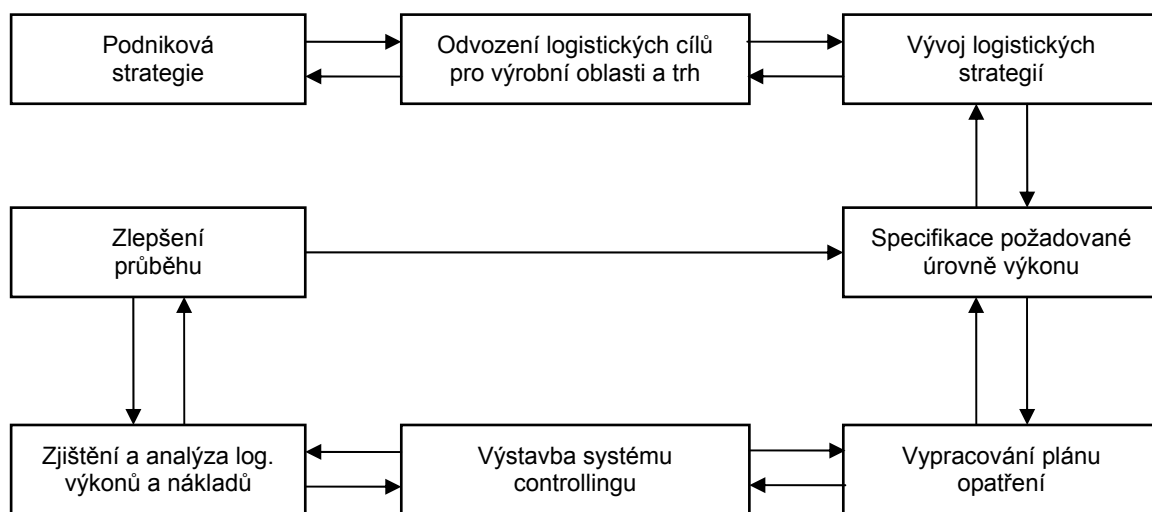 Podniková
strategie
Odvození logistických cílů
pro výrobní oblasti a trh
Vývoj logistických
strategií
Zlepšení
průběhu
Specifikace požadované
úrovně výkonu
Zjištění a analýza log.
výkonů a nákladů
Výstavba systému
controllingu
Vypracování plánu
opatření